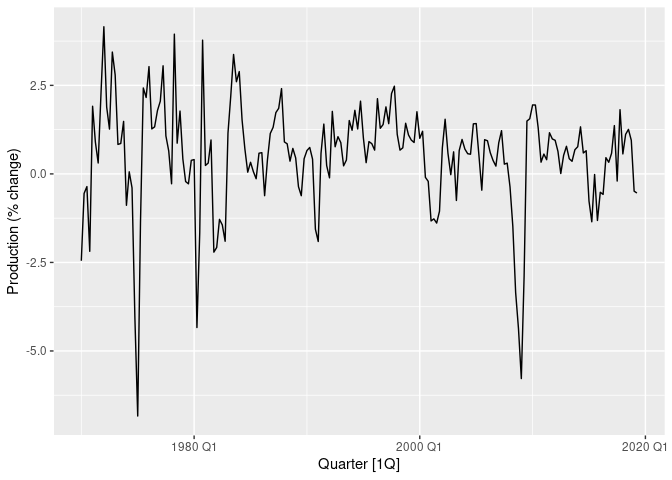 Production (% change)
2.5
0.0
-2.5
-5.0
1980 Q1
2000 Q1
2020 Q1
Quarter [1Q]